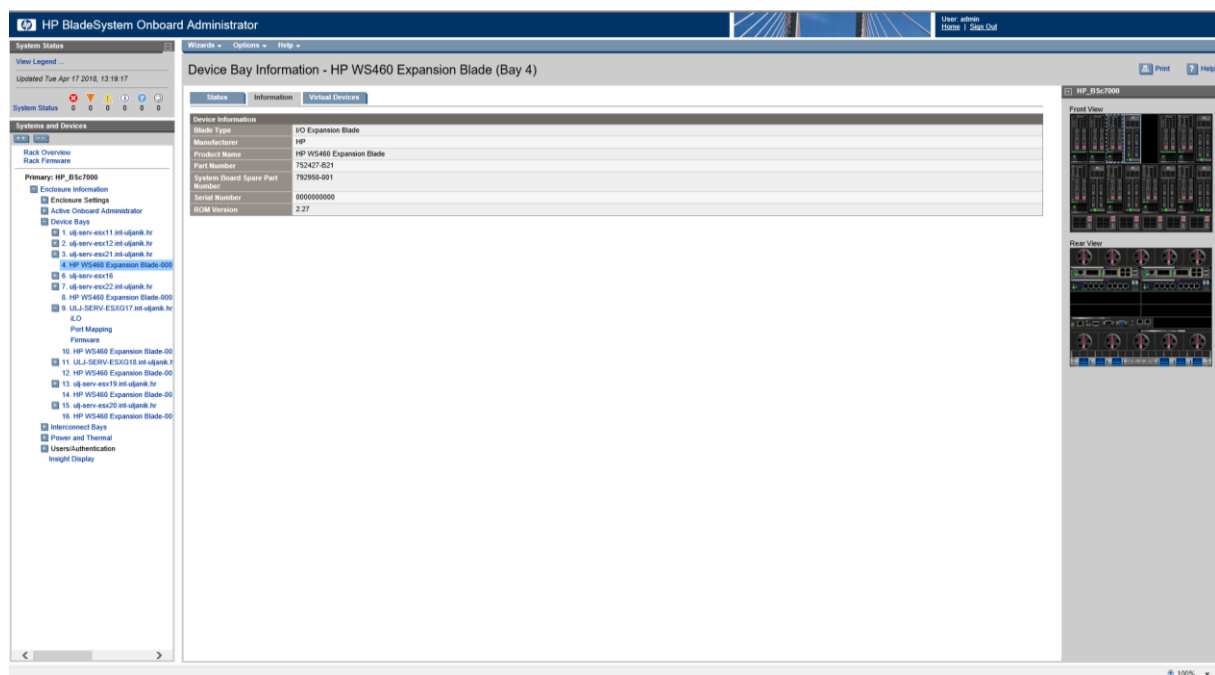 HP BladeSystem Onboard Administrator
User: admin
Home | Sign Out
System Status
Wizards Options Help
View Legend ...
Updated Tue Apr 17 2018, 13:19:17
System Status 0 0 0 0 0 0
Systems and Devices
Rack Overview
Rack Firmware
Primary: HP_BSc7000
Enclosure Information
Enclosure Settings
Active Onboard Administrator
Device Bays
1. ulj-serv-esx11.int-uljanik.hr
2. ulj-serv-esx12.int-uljanik.hr
3. ulj-serv-esx21.int-uljanik.hr
4. HP WS460 Expansion Blade-000
6. ulj-serv-esx16
7. ulj-serv-esx22.int-uljanik.hr
8. HP WS460 Expansion Blade-000
9. ULJ-SERV-ESXG17.int-uljanik.hr
iLO
Port Mapping
Firmware
10. HP WS460 Expansion Blade-00
11. ULJ-SERV-ESXG18.int-uljanik.h
12. HP WS460 Expansion Blade-00
13. ulj-serv-esx19.int-uljanik.hr
14. HP WS460 Expansion Blade-00
15. ulj-serv-esx20.int-uljanik.hr
16. HP WS460 Expansion Blade-00
Interconnect Bays
Power and Thermal
Users/Authentication
Insight Display
Device Bay Information - HP WS460 Expansion Blade (Bay 4)
Print Help
Status Information Virtual Devices
Device Information
Blade Type I/O Expansion Blade
Manufacturer HP
Product Name HP WS460 Expansion Blade
Part Number 752427-B21
System Board Spare Part Number 792950-001
Serial Number 0000000000
ROM Version 2.27
HP_BSc7000
Front View
Rear View
100%